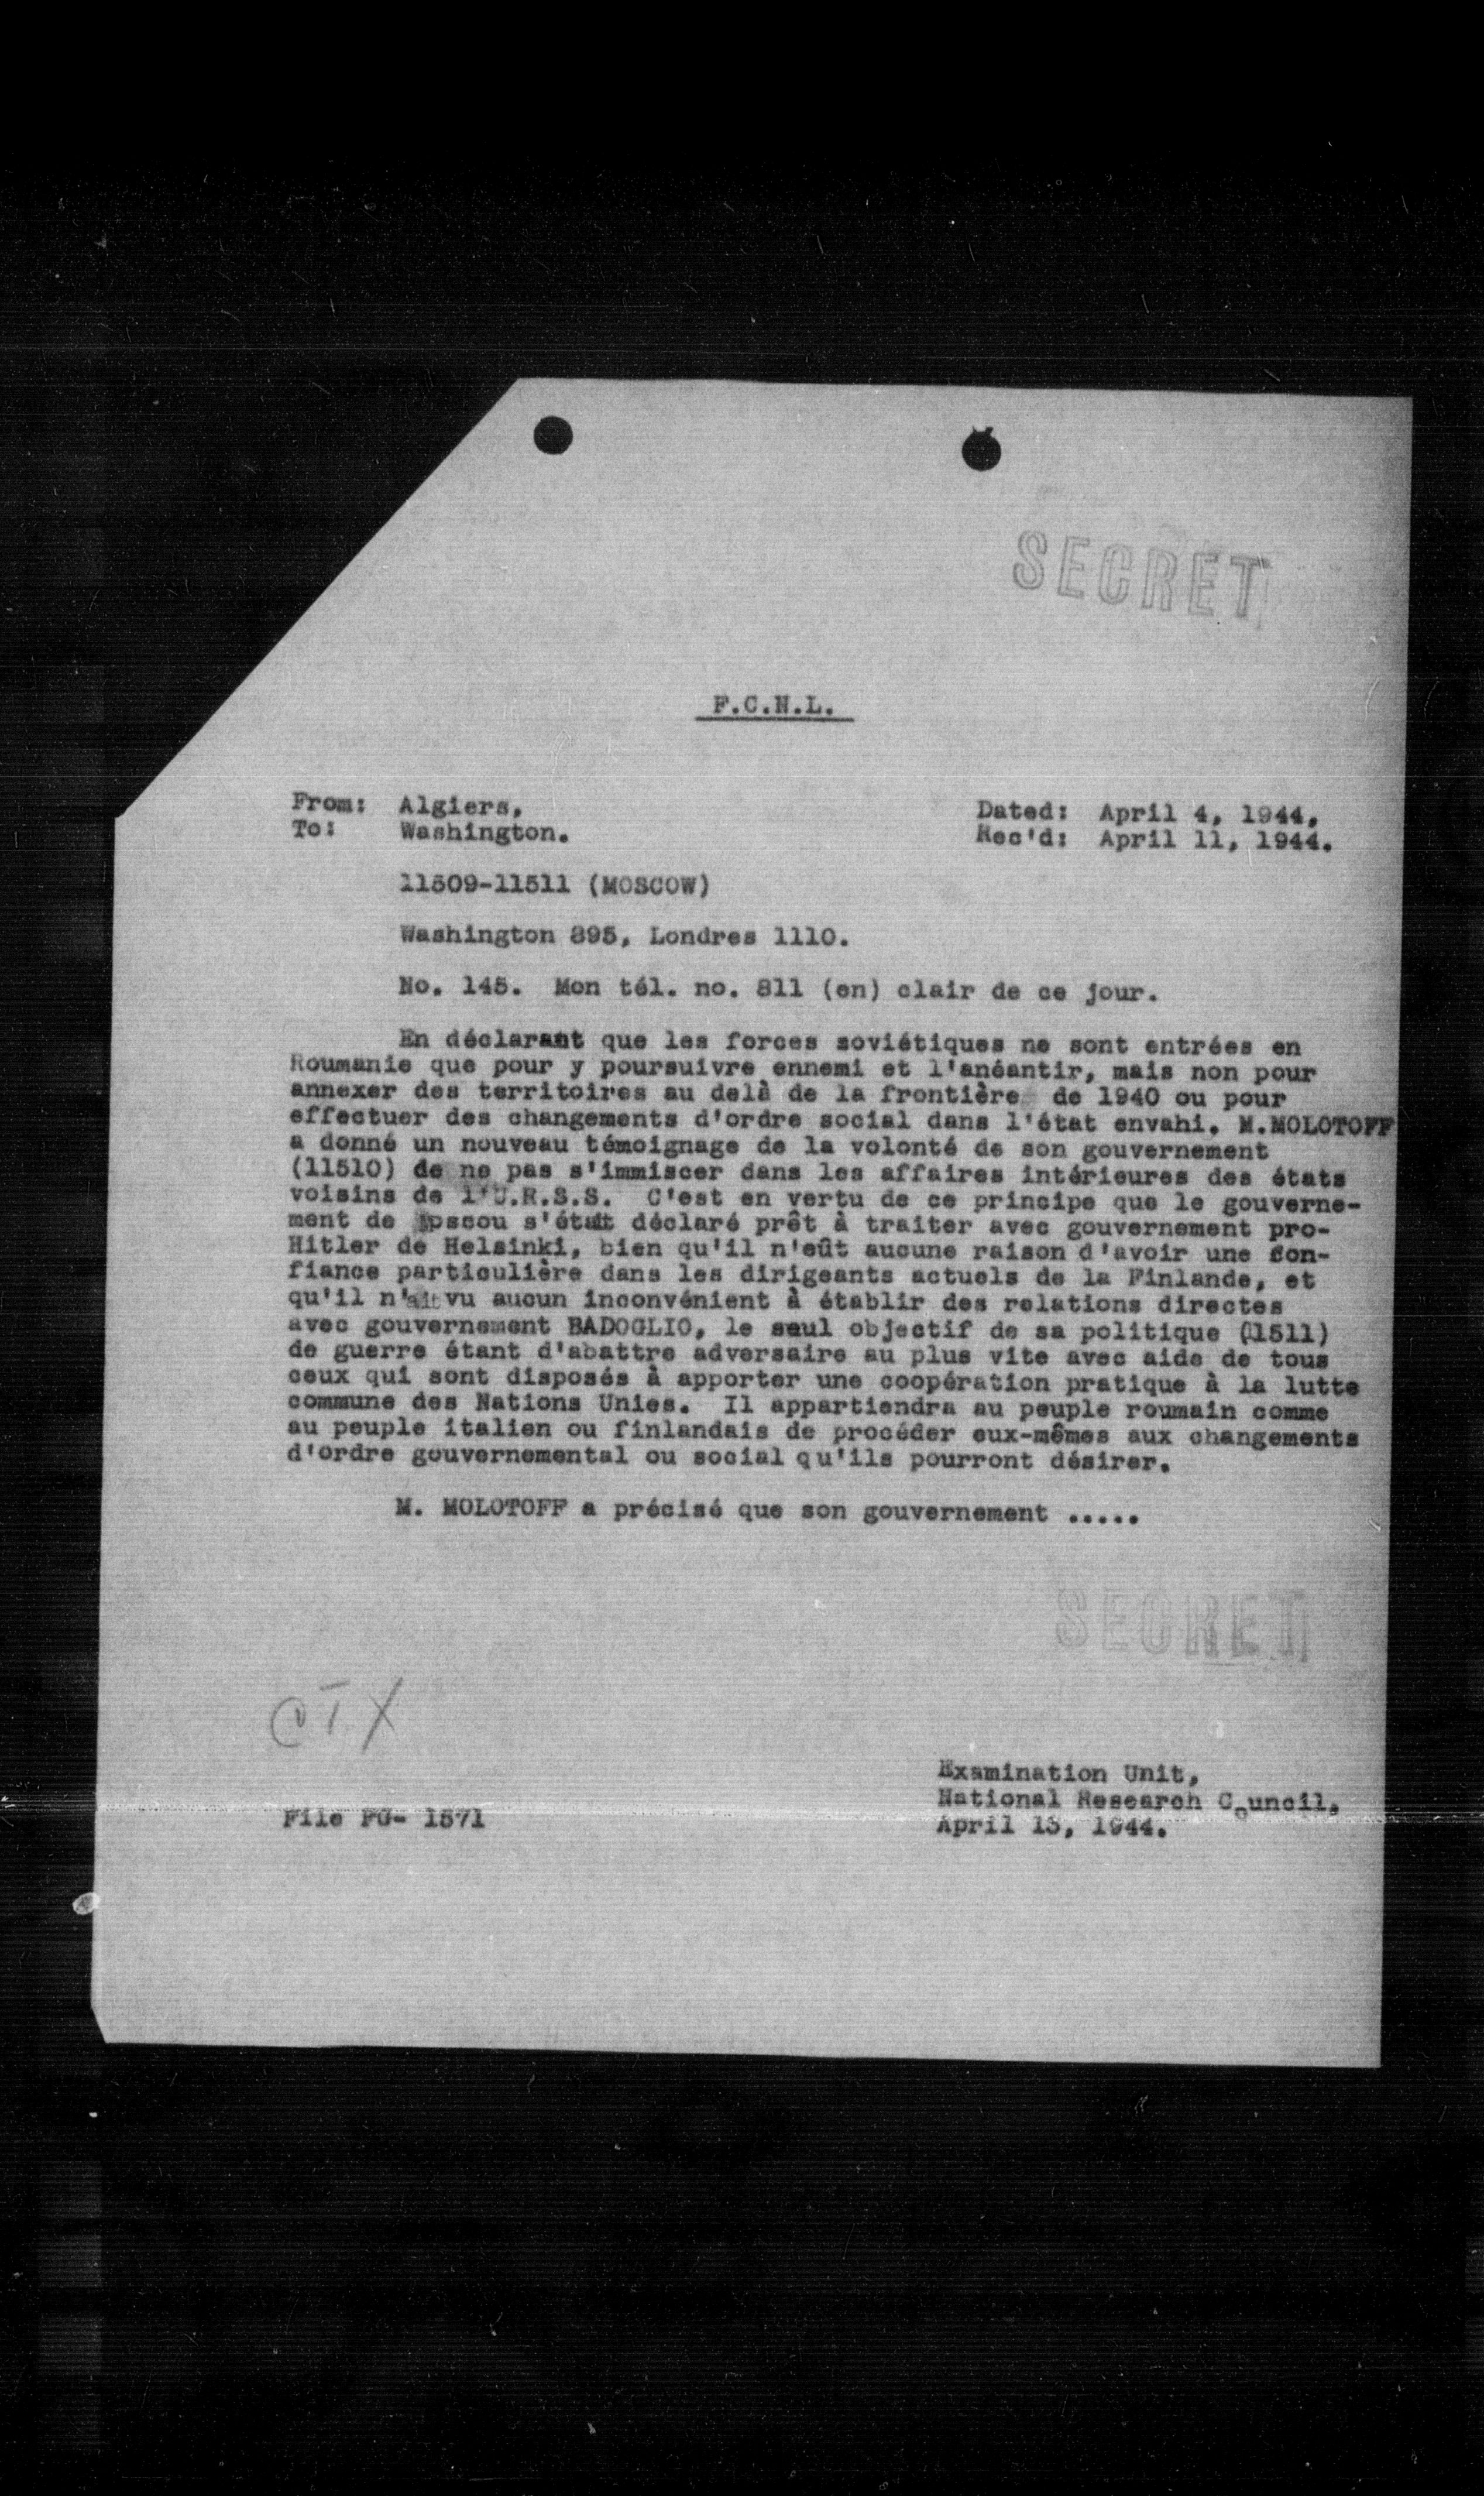 SECRET
F.C.N.L.
From: Algiers,
To: Washington.
Dated: April 4, 1944.
Rec'd: April 11, 1944.
11509-11511 (MOSCOW)
Washington 895, Londres 1110.
No. 145. Mon tél. no. 811 (en) clair de ce jour.
En déclarant que les forces soviétiques ne sont entrées en
Roumanie que pour y poursuivre ennemi et l'anéantir, mais non pour
annexer des territoires au delà de la frontière de 1940 ou pour
effectuer des changements d'ordre social dans l'état envahi. M.MOLOTOFF
a donné un nouveau témoignage de la volonté de son gouvernement
(11510) de ne pas s'immiscer dans les affaires intérieures des états
voisins de l'U.R.S.S. C'est en vertu de ce principe que le gouverne-
ment de s'était déclaré prêt à traiter avec gouvernement pro-
Hitler de Helsinki, bien qu'il n'eût aucune raison d'avoir une con-
fiance particulière dans les dirigeants actuels de la Finlande, et
qu'il n'ait vu aucun inconvénient à établir des relations directes
avec gouvernement BADOGLIO, le seul objectif de sa politique (11511)
de guerre étant d'abattre adversaire au plus vite avec aide de tous
ceux qui sont disposés à apporter une coopération pratique à la lutte
commune des Nations Unies. Il appartiendra au peuple roumain comme
au peuple italien ou finlandais de procéder eux-mêmes aux changements
d'ordre gouvernemental ou social qu'ils pourront désirer.
M. MOLOTOFF a précisé que son gouvernement .....
SECRET
Examination Unit,
National Research Council,
April 13, 1944.
File FG- 1571